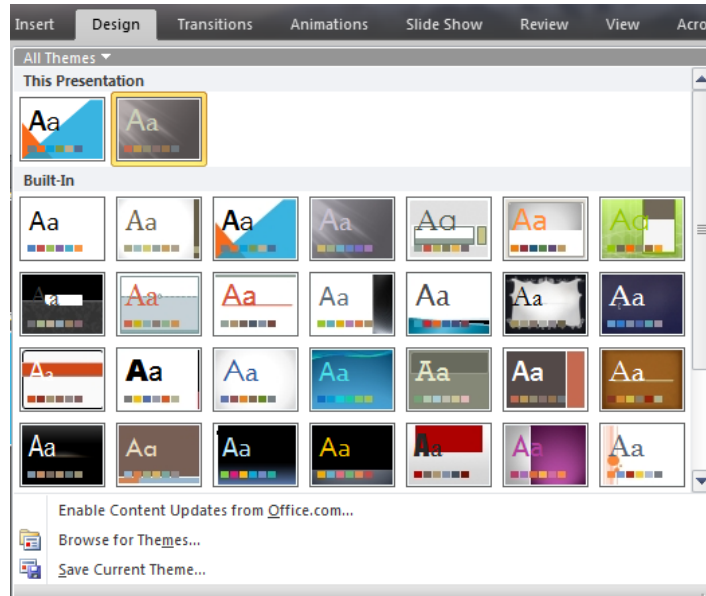 Insert Design Transitions Animations Slide Show Review View Acro
All Themes
This Presentation
Aa Aa
Built-In
Aa Aa Aa Aa Aa Aa Aa
Aa Aa Aa Aa Aa Aa Aa
Aa Aa Aa Aa Aa Aa Aa
Aa Aa Aa Aa Aa Aa Aa
Enable Content Updates from Office.com...
Browse for Themes...
Save Current Theme...